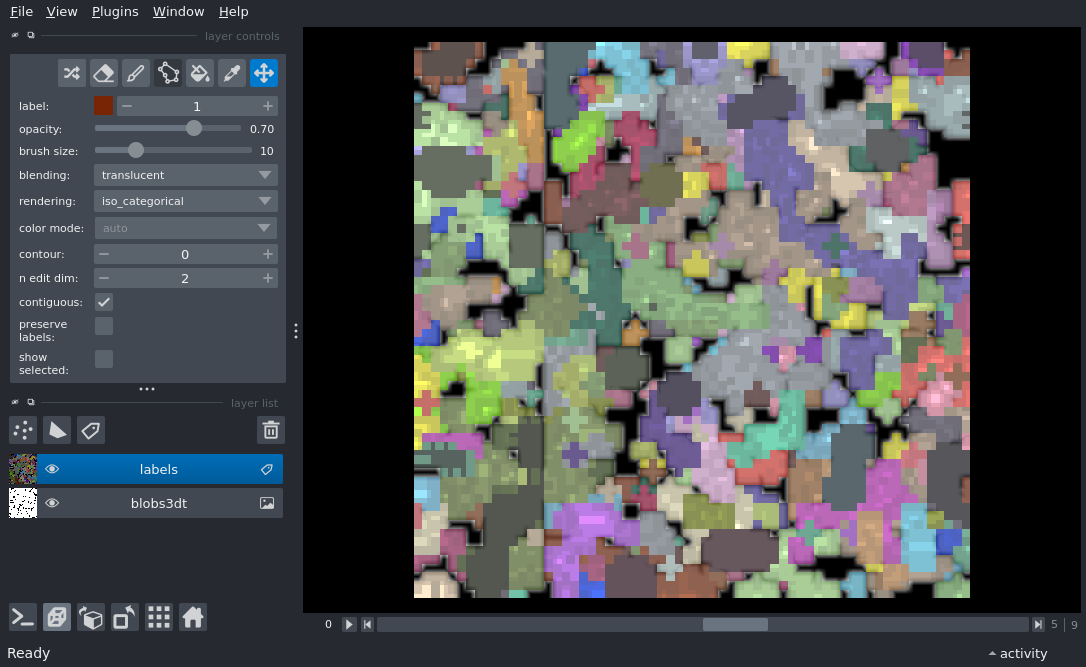 File View Plugins Window Help
layer controls
label: 1
opacity: 0.70
brush size: 10
blending: translucent
rendering: iso_categorical
color mode: auto
contour: 0
n edit dim: 2
contiguous:
preserve
labels:
show
selected:
layer list
labels
blobs3dt
0 5 9
Ready activity